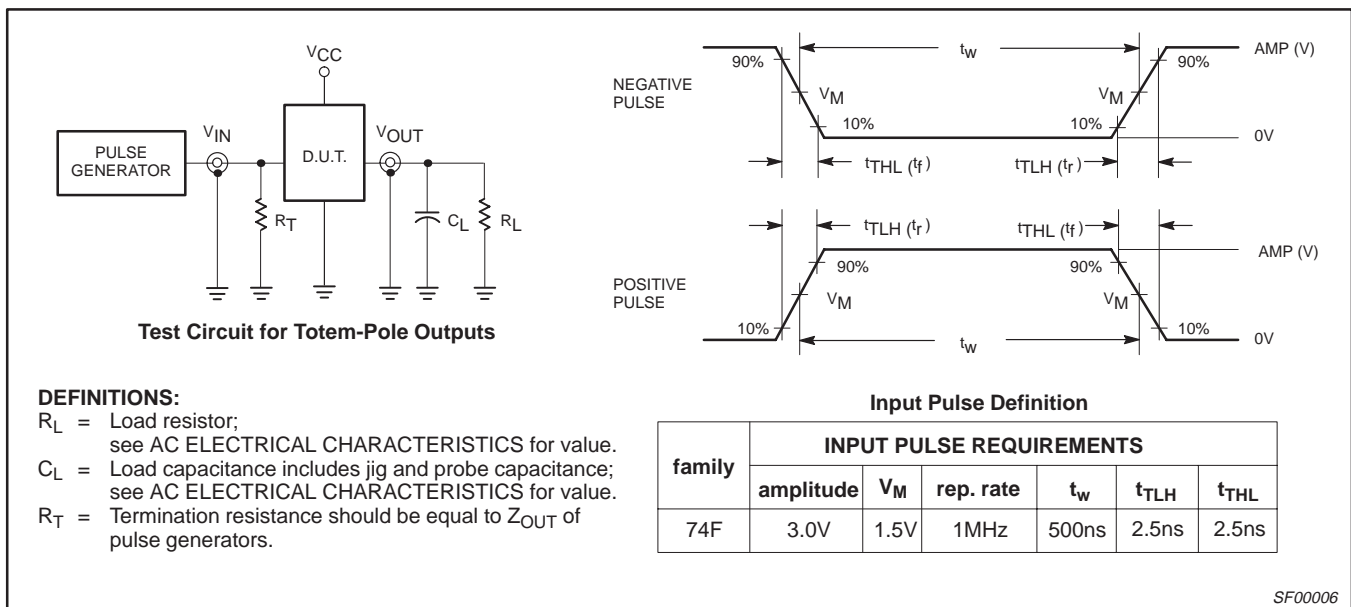 VCC
VIN
VOUT
PULSE
GENERATOR
D.U.T.
RT
CL
RL
Test Circuit for Totem-Pole Outputs
NEGATIVE
PULSE
90%
tw
90%
AMP (V)
VM
VM
10%
10%
0V
tTHL (tf)
tTLH (tr)
tTLH (tr)
tTHL (tf)
AMP (V)
90%
90%
POSITIVE
PULSE
VM
VM
10%
10%
tw
0V
Input Pulse Definition
DEFINITIONS:
RL = Load resistor;
see AC ELECTRICAL CHARACTERISTICS for value.
CL = Load capacitance includes jig and probe capacitance;
see AC ELECTRICAL CHARACTERISTICS for value.
RT = Termination resistance should be equal to ZOUT of
pulse generators.
family
INPUT PULSE REQUIREMENTS
amplitude VM rep. rate tw tTLH tTHL
74F 3.0V 1.5V 1MHz 500ns 2.5ns 2.5ns
SF00006